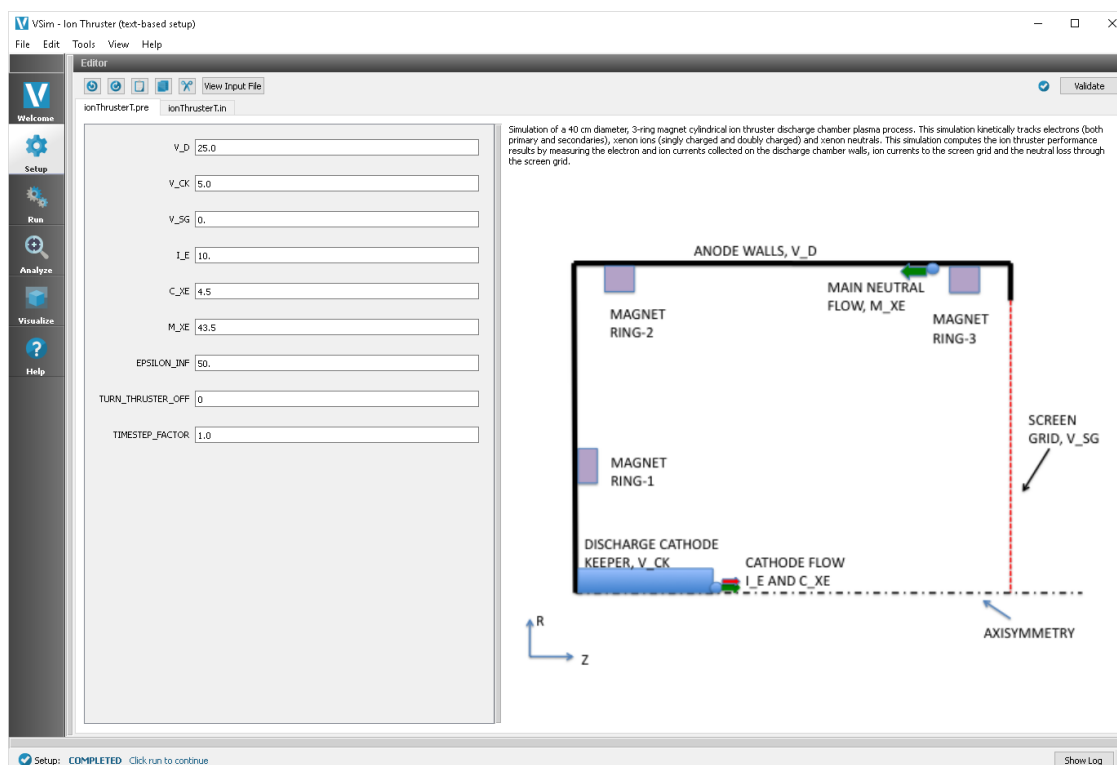 VSim - Ion Thruster (text-based setup)
File Edit Tools View Help
Editor
View Input File
Validate
ionThrusterT.pre ionThrusterT.in
Welcome
Setup
Run
Analyze
Visualize
Help
V_D 25.0
V_CK 5.0
V_SG 0.
I_E 10.
C_XE 4.5
M_XE 43.5
EPSILON_INF 50.
TURN_THRUSTER_OFF 0
TIMESTEP_FACTOR 1.0
Simulation of a 40 cm diameter, 3-ring magnet cylindrical ion thruster discharge chamber plasma process. This simulation kinetically tracks electrons (both
primary and secondaries), xenon ions (singly charged and doubly charged) and xenon neutrals. This simulation computes the ion thruster performance
results by measuring the electron and ion currents collected on the discharge chamber walls, ion currents to the screen grid and the neutral loss through
the screen grid.
ANODE WALLS, V_D
MAGNET
RING-2
MAIN NEUTRAL
FLOW, M_XE
MAGNET
RING-3
SCREEN
GRID, V_SG
MAGNET
RING-1
DISCHARGE CATHODE
KEEPER, V_CK
CATHODE FLOW
I_E AND C_XE
R
Z
AXISYMMETRY
Setup: COMPLETED Click run to continue
Show Log